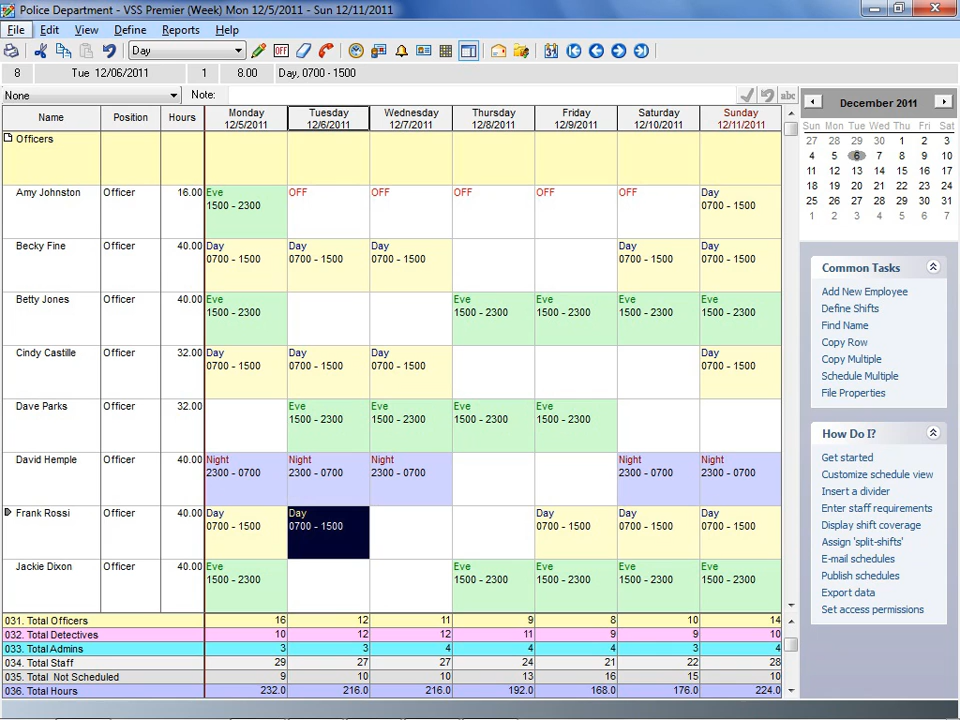 Police Department - VSS Premier (Week) Mon 12/5/2011 - Sun 12/11/2011
File Edit View Define Reports Help
Day OFF
8 Tue 12/06/2011 1 8.00 Day, 0700 - 1500
None Note: abc
Name Position Hours Monday 12/5/2011 Tuesday 12/6/2011 Wednesday 12/7/2011 Thursday 12/8/2011 Friday 12/9/2011 Saturday 12/10/2011 Sunday 12/11/2011
Officers
Amy Johnston Officer 16.00 Eve OFF OFF OFF OFF OFF Day
1500 - 2300 0700 - 1500
Becky Fine Officer 40.00 Day Day Day Day Day
0700 - 1500 0700 - 1500 0700 - 1500 0700 - 1500 0700 - 1500
Betty Jones Officer 40.00 Eve Eve Eve Eve Eve
1500 - 2300 1500 - 2300 1500 - 2300 1500 - 2300 1500 - 2300
Cindy Castille Officer 32.00 Day Day Day Day
0700 - 1500 0700 - 1500 0700 - 1500 0700 - 1500
Dave Parks Officer 32.00 Eve Eve Eve Eve
1500 - 2300 1500 - 2300 1500 - 2300 1500 - 2300
David Hemple Officer 40.00 Night Night Night Night Night
2300 - 0700 2300 - 0700 2300 - 0700 2300 - 0700 2300 - 0700
Frank Rossi Officer 40.00 Day Day Day Day Day
0700 - 1500 0700 - 1500 0700 - 1500 0700 - 1500 0700 - 1500
Jackie Dixon Officer 40.00 Eve Eve Eve Eve Eve
1500 - 2300 1500 - 2300 1500 - 2300 1500 - 2300 1500 - 2300
031. Total Officers 16 12 11 9 8 10 14
032. Total Detectives 10 12 12 11 9 9 10
033. Total Admins 3 3 4 4 4 3 4
034. Total Staff 29 27 27 24 21 22 28
035. Total Not Scheduled 9 10 10 13 16 15 10
036. Total Hours 232.0 216.0 216.0 192.0 168.0 176.0 224.0
December 2011
Sun Mon Tue Wed Thu Fri Sat
27 28 29 30 1 2 3
4 5 6 7 8 9 10
11 12 13 14 15 16 17
18 19 20 21 22 23 24
25 26 27 28 29 30 31
1 2 3 4 5 6 7
Common Tasks
Add New Employee
Define Shifts
Find Name
Copy Row
Copy Multiple
Schedule Multiple
File Properties
How Do I?
Get started
Customize schedule view
Insert a divider
Enter staff requirements
Display shift coverage
Assign 'split-shifts'
E-mail schedules
Publish schedules
Export data
Set access permissions